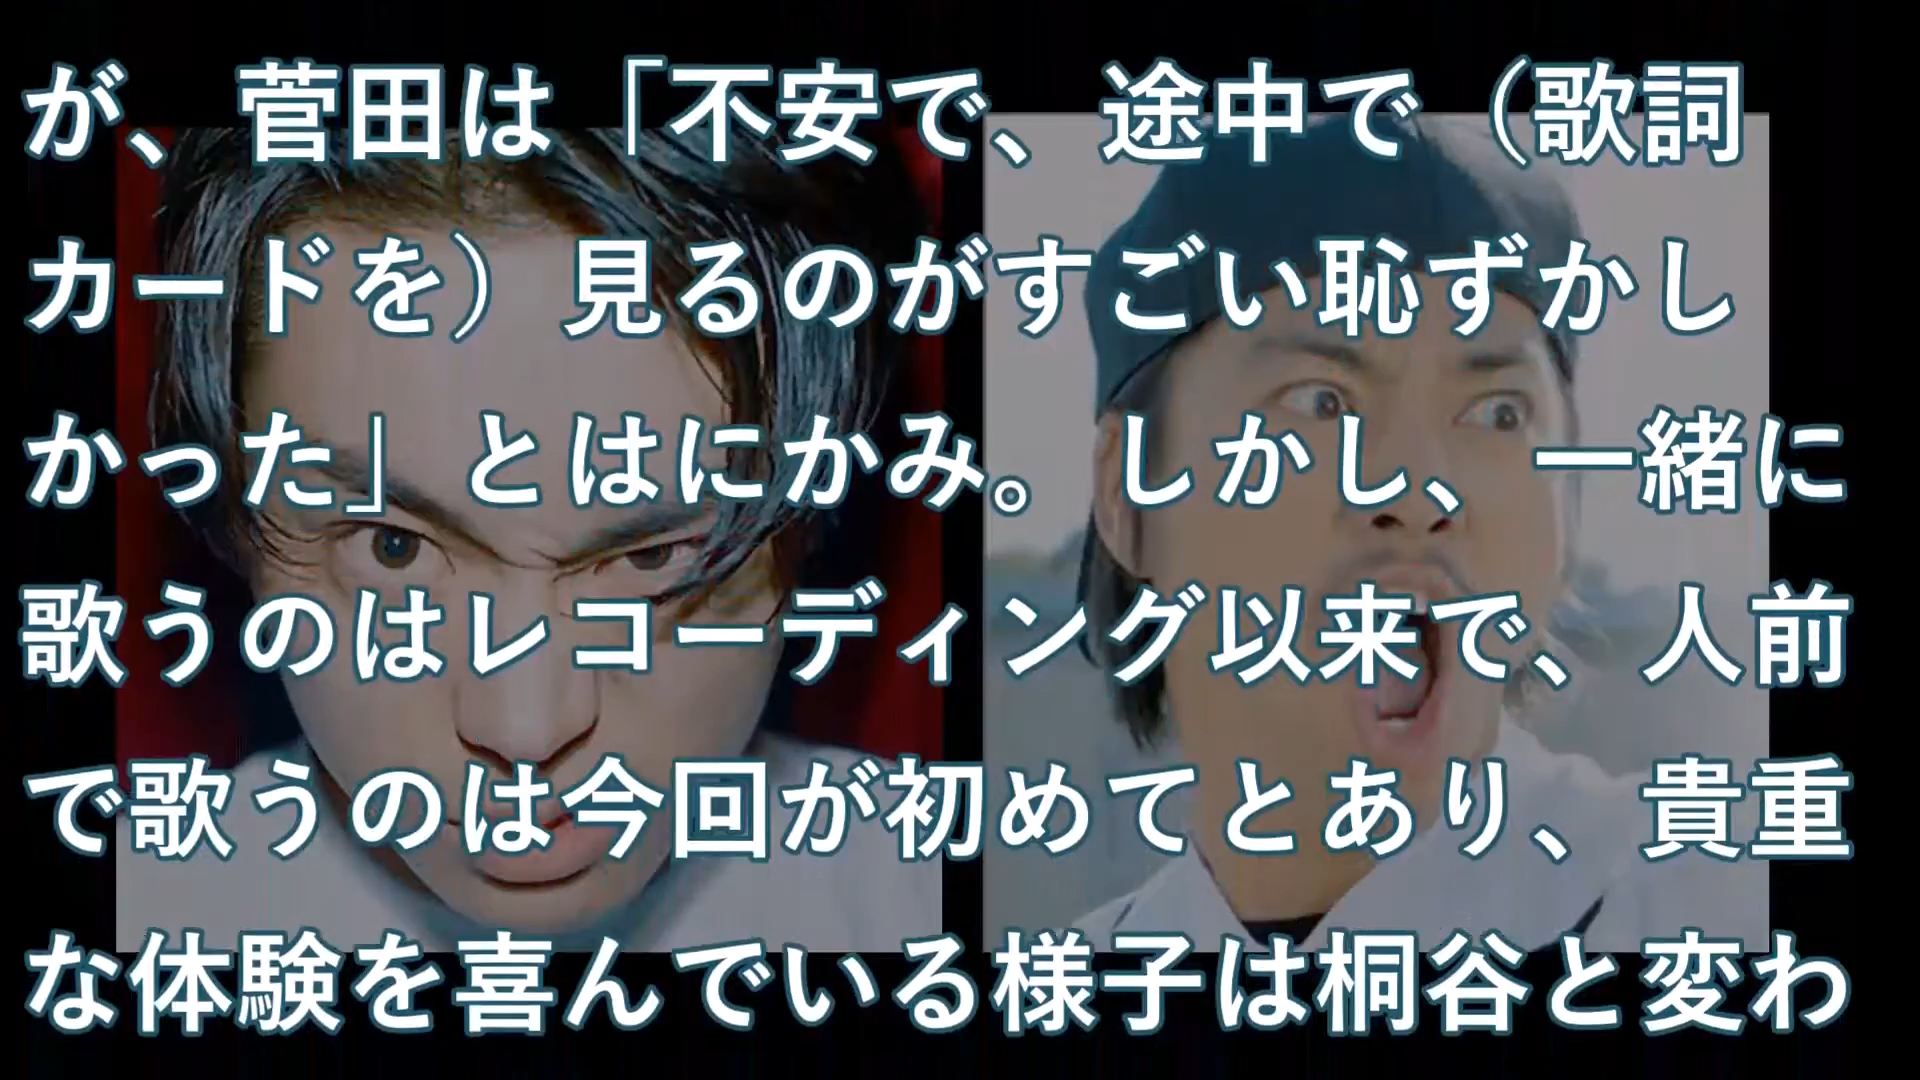 が、菅田は「不安で、途中で（歌詞
カードを）見るのがすごい恥ずかし
かった」とはにかみ。しかし、一緒に
歌うのはレコーディング以来で、人前
で歌うのは今回が初めてとあり、貴重
な体験を喜んでいる様子は桐谷と変わ